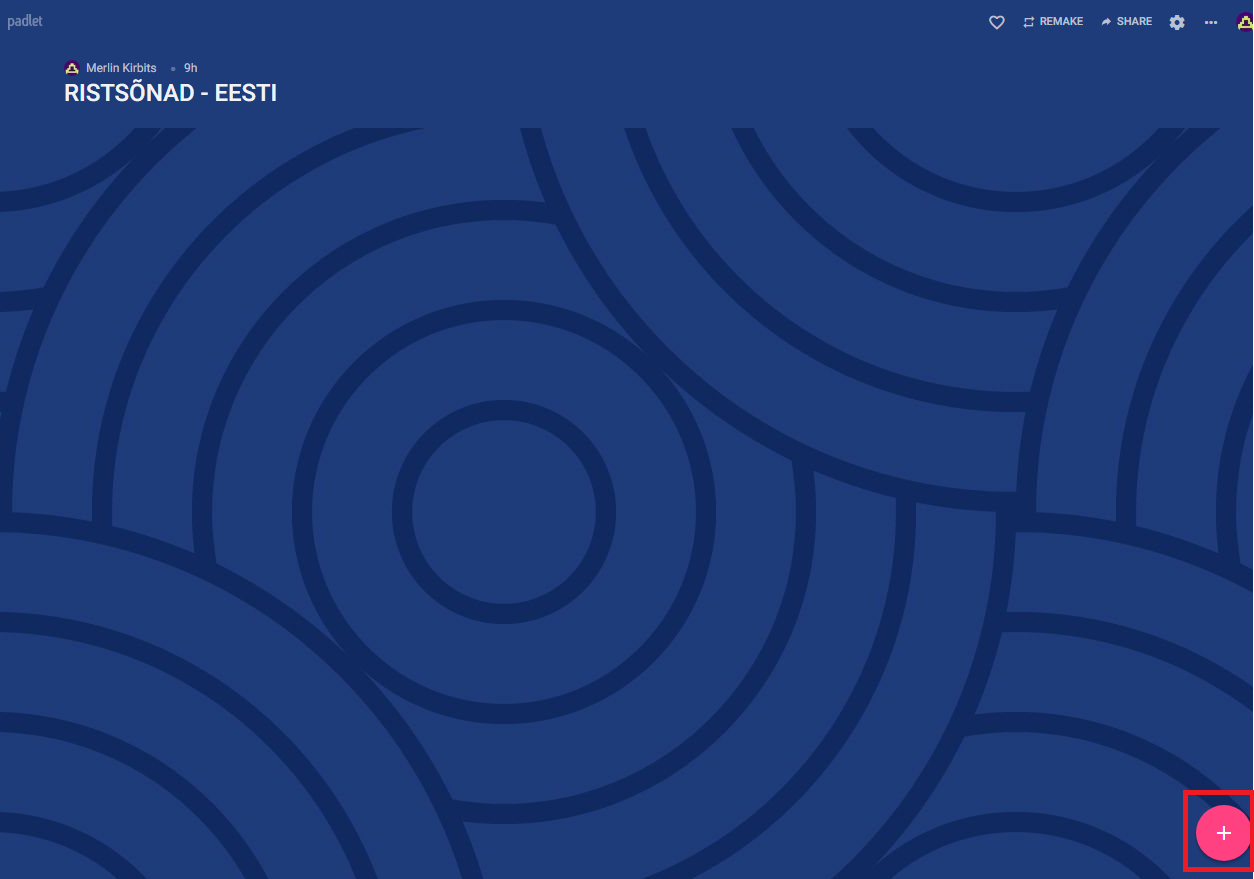 padlet
REMAKE SHARE
Merlin Kirbits • 9h
RISTSÕNAD - EESTI